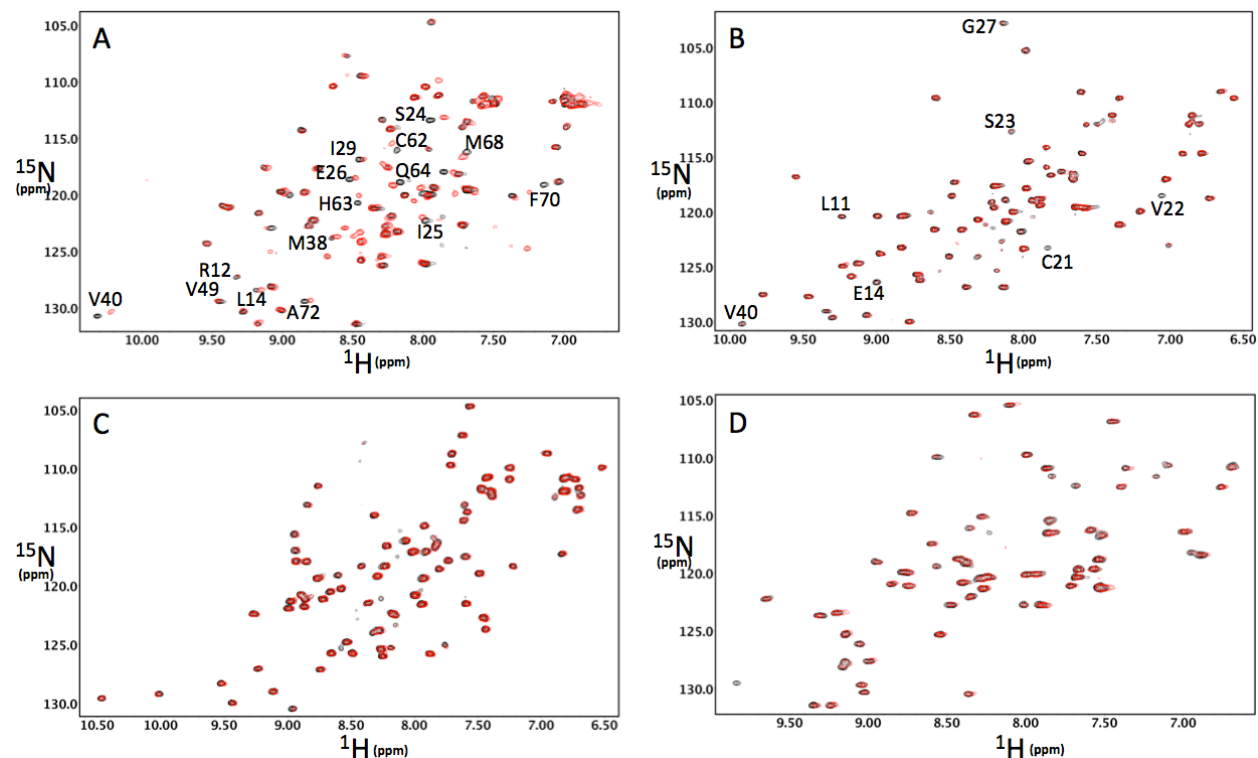 A
105.0
110.0
115.0
120.0
125.0
130.0
15N
(ppm)
S24
C62
I29
M68
E26
Q64
F70
H63
I25
M38
R12
V49
L14
V40
A72
10.00 9.50 9.00 8.50 8.00 7.50 7.00
1H (ppm)
B
105.0
110.0
115.0
120.0
125.0
130.0
15N
(ppm)
G27
S23
L11
V22
C21
E14
V40
10.00 9.50 9.00 8.50 8.00 7.50 7.00 6.50
1H (ppm)
C
105.0
110.0
115.0
120.0
125.0
130.0
15N
(ppm)
10.50 10.00 9.50 9.00 8.50 8.00 7.50 7.00 6.50
1H (ppm)
D
105.0
110.0
115.0
120.0
125.0
130.0
15N
(ppm)
9.50 9.00 8.50 8.00 7.50 7.00
1H (ppm)